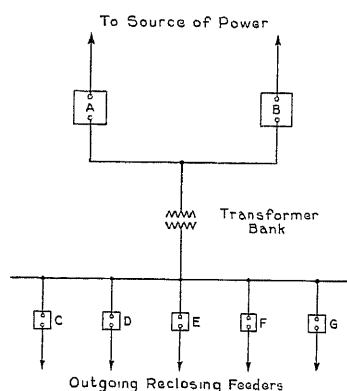 To Source of Power
A
B
Transformer
Bank
C
D
E
F
G
Outgoing Reclosing Feeders